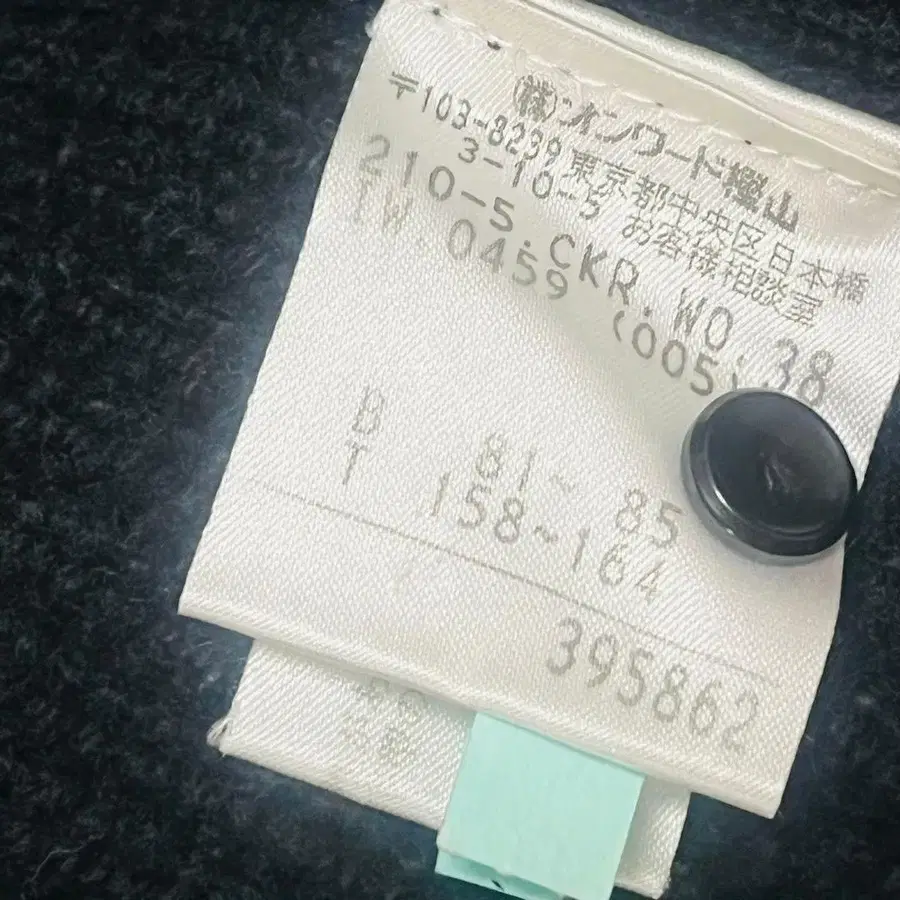 (株)オンワード樫山
〒103-8239 東京都中央区日本橋
3-10-5 お客様相談室
210-5.CKR.WO.38
IW.0459 (005)
B 81~ 85
T 158~164
395862